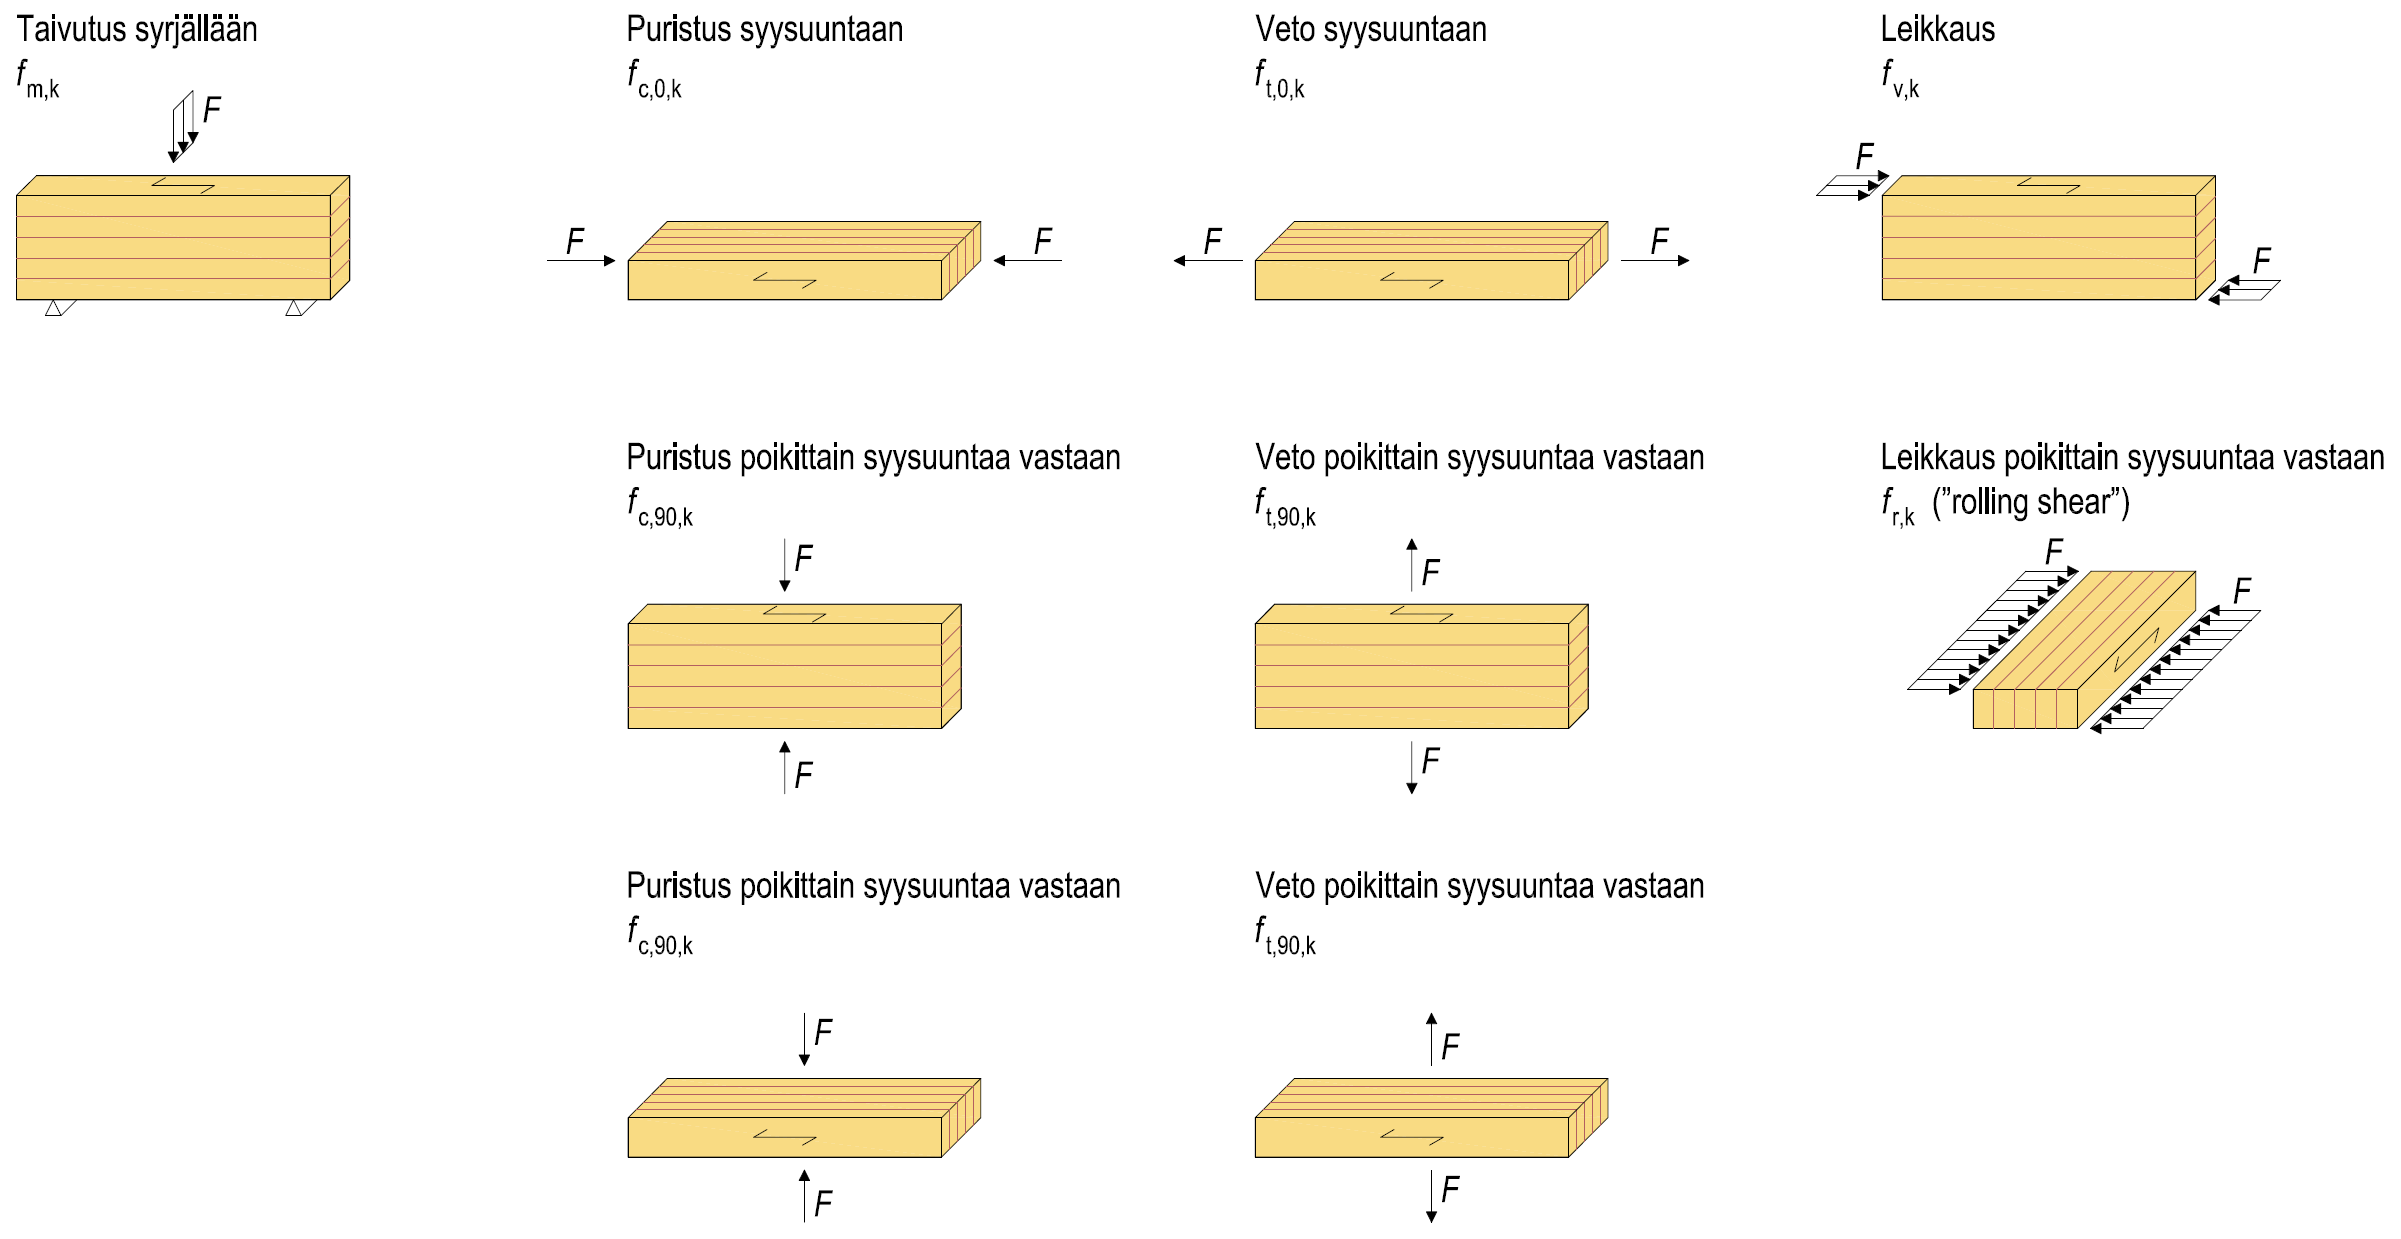 Taivutus syrjällään
f m,k
F
Puristus syysuuntaan
f c,0,k
F
F
Veto syysuuntaan
f t,0,k
F
F
Leikkaus
f v,k
F
F
Puristus poikittain syysuuntaa vastaan
f c,90,k
F
F
Veto poikittain syysuuntaa vastaan
f t,90,k
F
F
Leikkaus poikittain syysuuntaa vastaan
f r,k (”rolling shear”)
F
F
Puristus poikittain syysuuntaa vastaan
f c,90,k
F
F
Veto poikittain syysuuntaa vastaan
f t,90,k
F
F